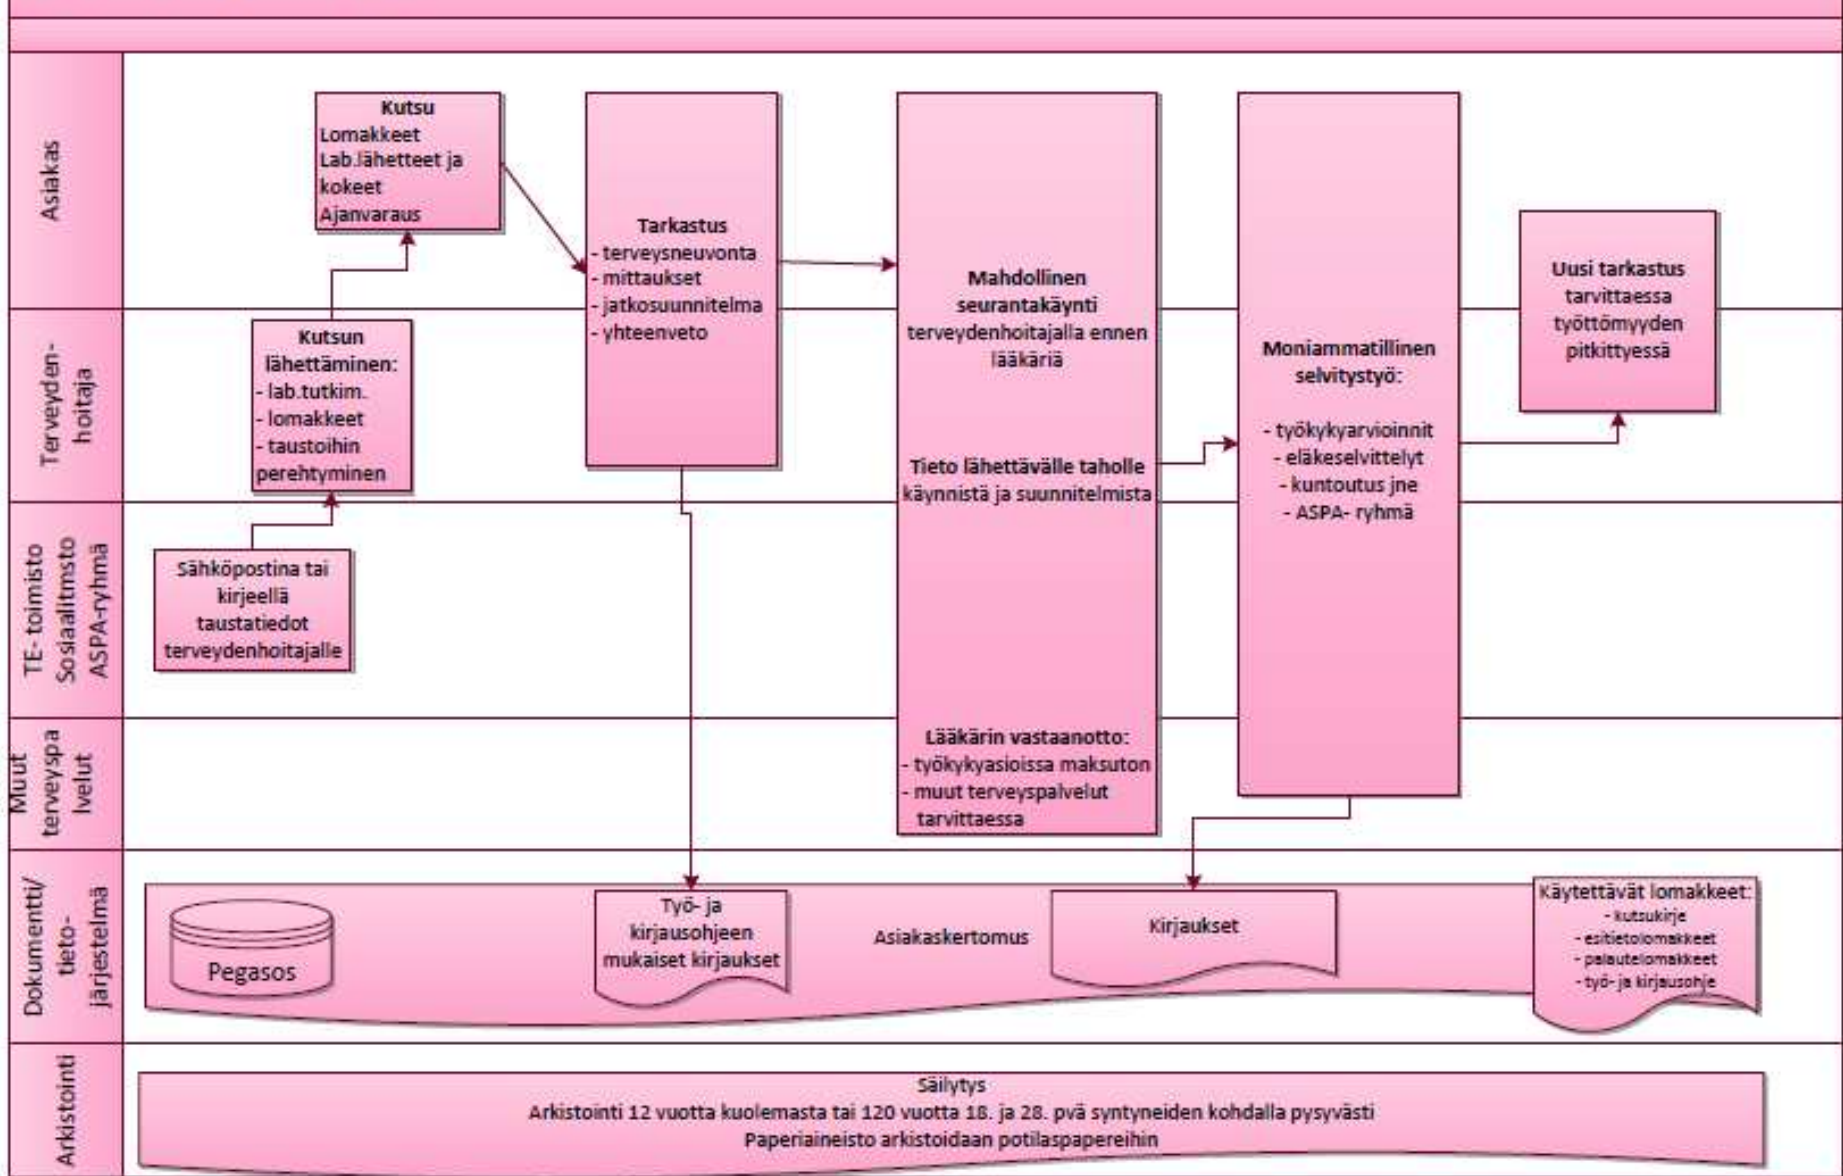 Asiakas
Kutsu
Lomakkeet
Lab.lähetteet ja
kokeet
Ajanvaraus
Tarkastus
- terveysneuvonta
- mittaukset
- jatkosuunnitelma
- yhteenveto
Mahdollinen
seurantakäynti
terveydenhoitajalla ennen
lääkäriä
Tieto lähettävälle taholle
käynnistä ja suunnitelmista
Lääkärin vastaanotto:
- työkykyasioissa maksuton
- muut terveyspalvelut
tarvittaessa
Moniammatillinen
selvitystyö:
- työkykyarvioinnit
- eläkeselvittelyt
- kuntoutus jne
- ASPA- ryhmä
Uusi tarkastus
tarvittaessa
työttömyyden
pitkittyessä
Terveyden-
hoitaja
Kutsun
lähettäminen:
- lab.tutkim.
- lomakkeet
- taustoihin
perehtyminen
TE- toimisto
Sosiaalitmsto
ASPA-ryhmä
Sähköpostina tai
kirjeellä
taustatiedot
terveydenhoitajalle
Muut
terveyspa
lvelut
Dokumentti/
tieto-
järjestelmä
Pegasos
Työ- ja
kirjausohjeen
mukaiset kirjaukset
Asiakaskertomus
Kirjaukset
Käytettävät lomakkeet:
- kutsukirje
- esitietolomakkeet
- palautelomakkeet
- työ- ja kirjausohje
Arkistointi
Säilytys
Arkistointi 12 vuotta kuolemasta tai 120 vuotta 18. ja 28. pvä syntyneiden kohdalla pysyvästi
Paperiaineisto arkistoidaan potilaspapereihin